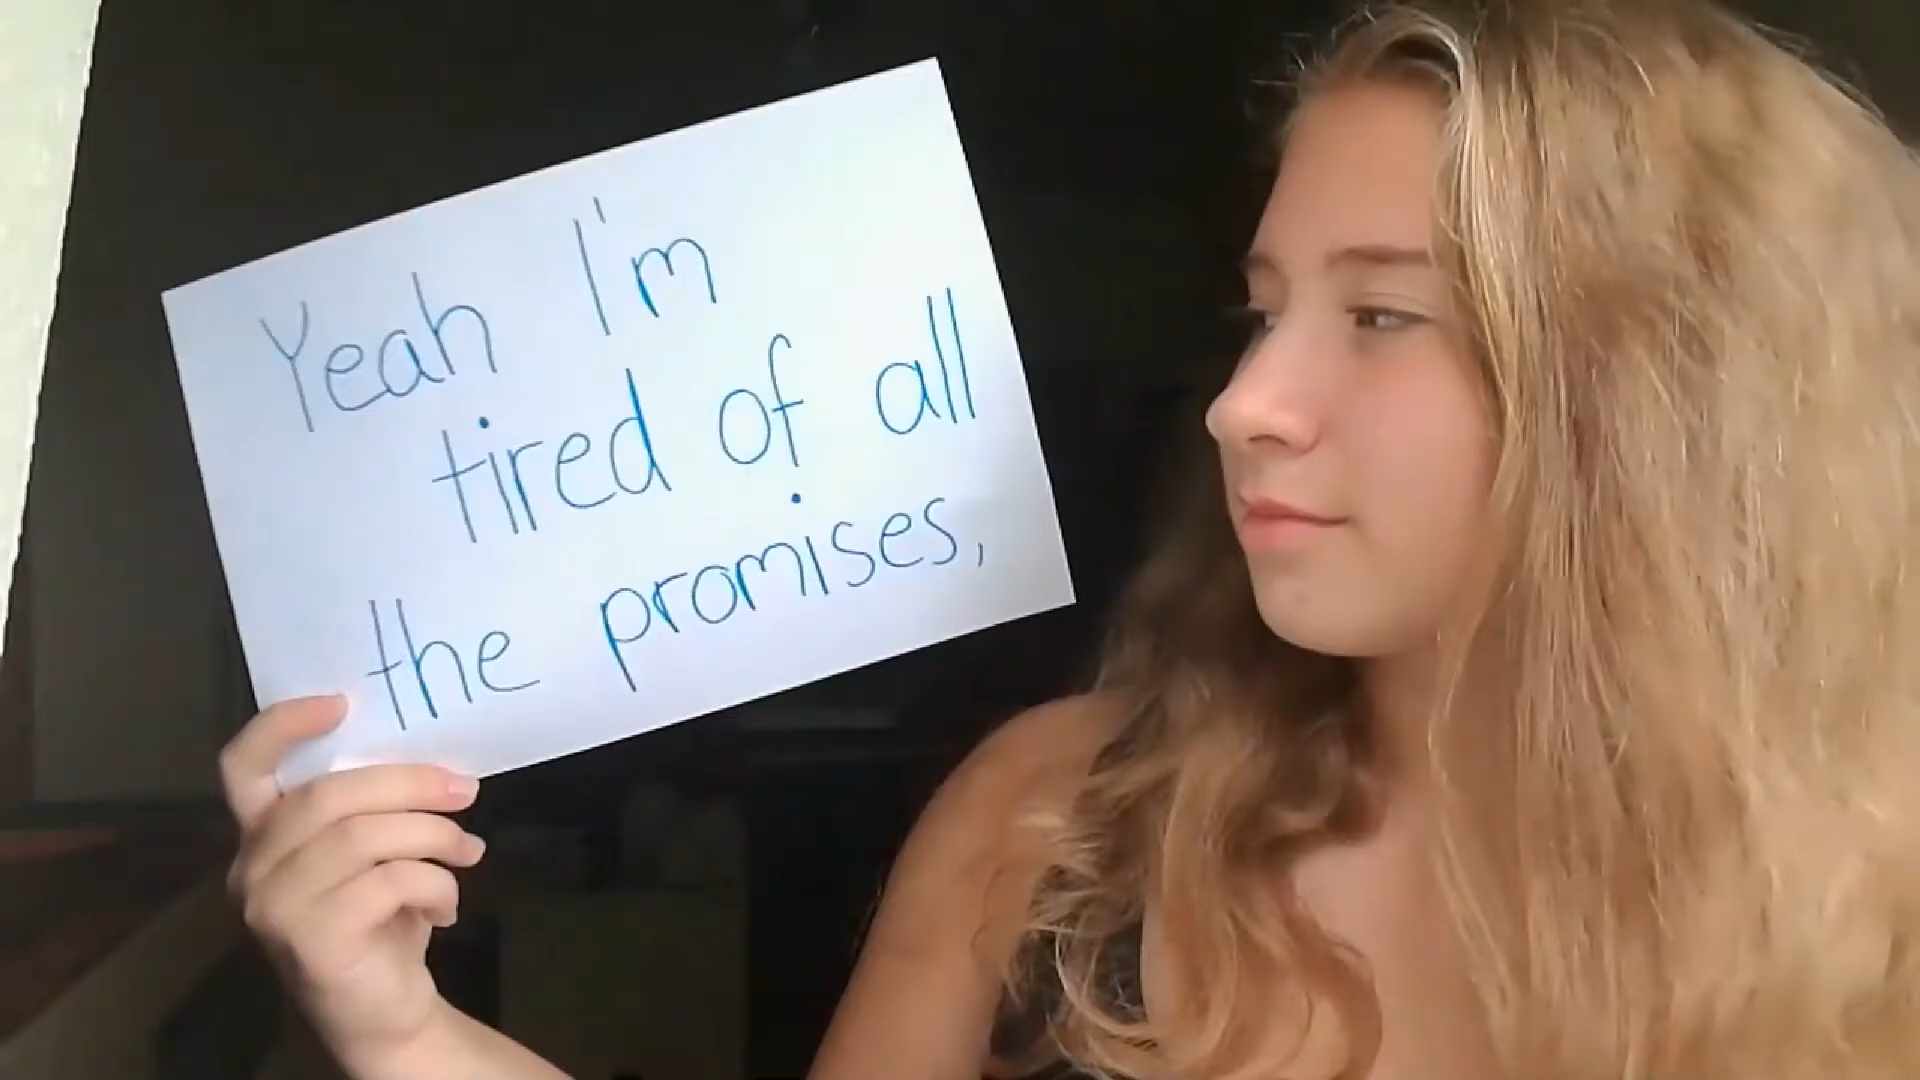 Yeah I'm
tired of all
the promises,